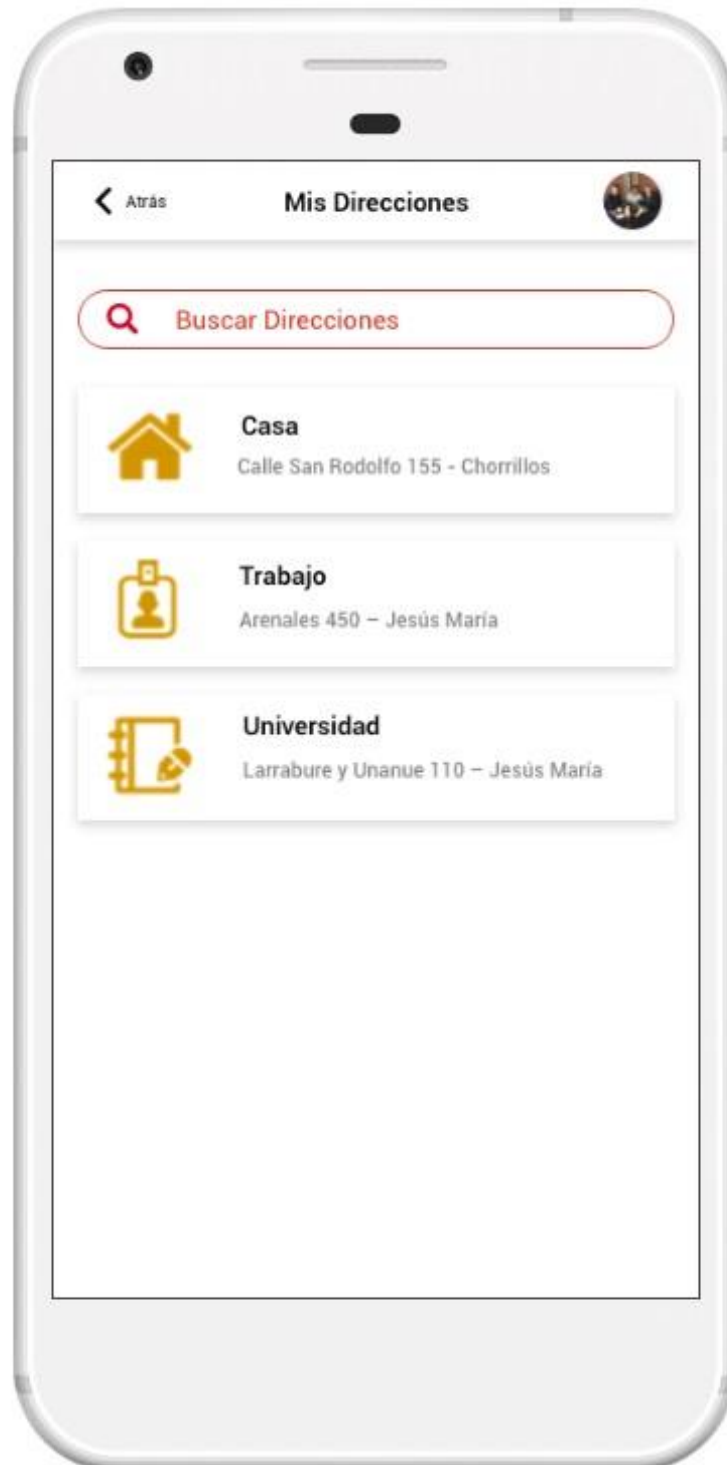 Atrás
Mis Direcciones
Buscar Direcciones
Casa
Calle San Rodolfo 155 - Chorrillos
Trabajo
Arenales 450 – Jesús María
Universidad
Larrabure y Unanue 110 – Jesús María